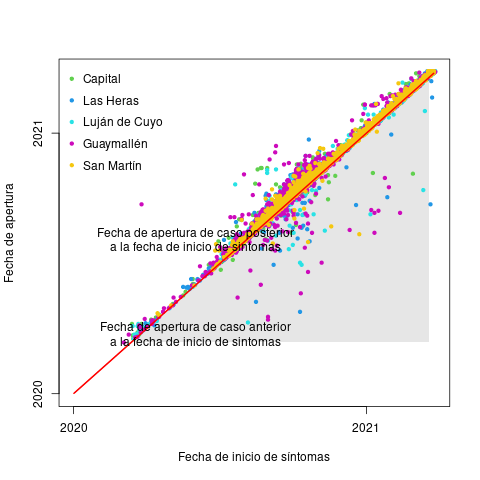 Capital
Las Heras
Luján de Cuyo
Guaymallén
San Martín
2021
Fecha de apertura
Fecha de apertura de caso posterior
a la fecha de inicio de síntomas
Fecha de apertura de caso anterior
a la fecha de inicio de síntomas
2020
2020
2021
Fecha de inicio de síntomas